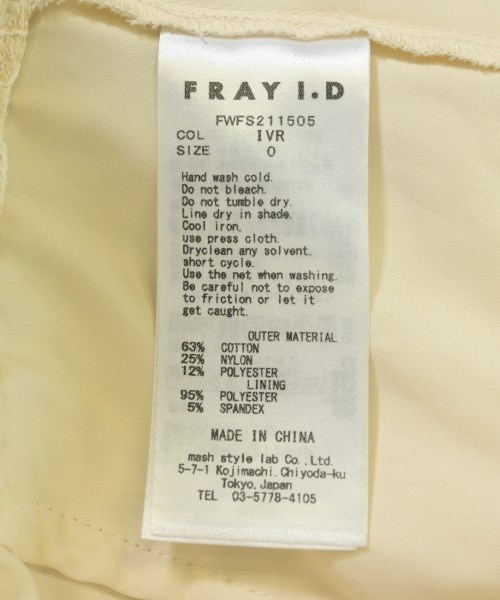 FRAY I.D
FWFS211505
COL IVR
SIZE 0
Hand wash cold.
Do not bleach.
Do not tumble dry.
Line dry in shade.
Cool iron,
use press cloth.
Dryclean any solvent,
short cycle.
Use the net when washing.
Be careful not to expose
to friction or let it
get caught.
OUTER MATERIAL
63% COTTON
25% NYLON
12% POLYESTER
LINING
95% POLYESTER
5% SPANDEX
MADE IN CHINA
mash style lab Co.,Ltd.
5-7-1 Kojimachi.Chiyoda-ku
Tokyo,Japan
TEL 03-5778-4105